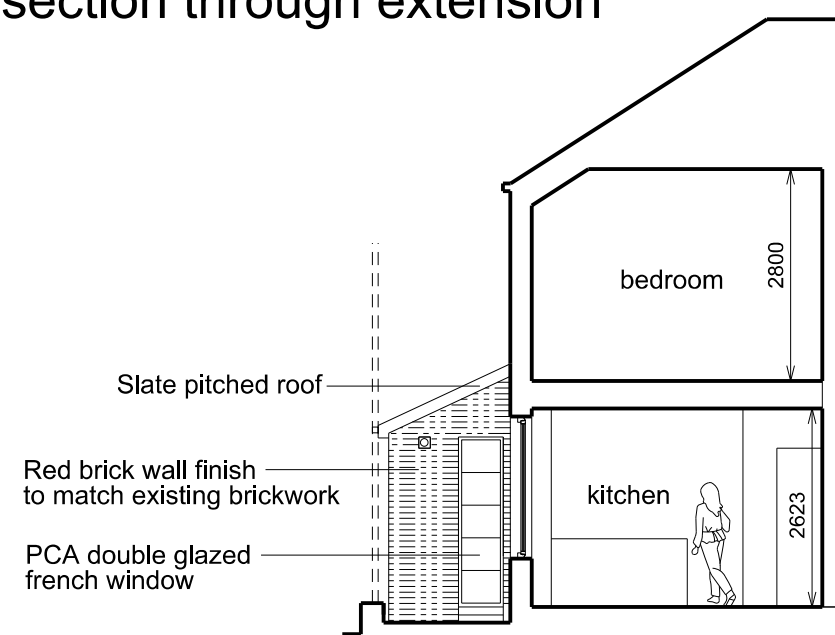 section through extension
bedroom
2800
Slate pitched roof
Red brick wall finish
to match existing brickwork
kitchen
2623
PCA double glazed
french window